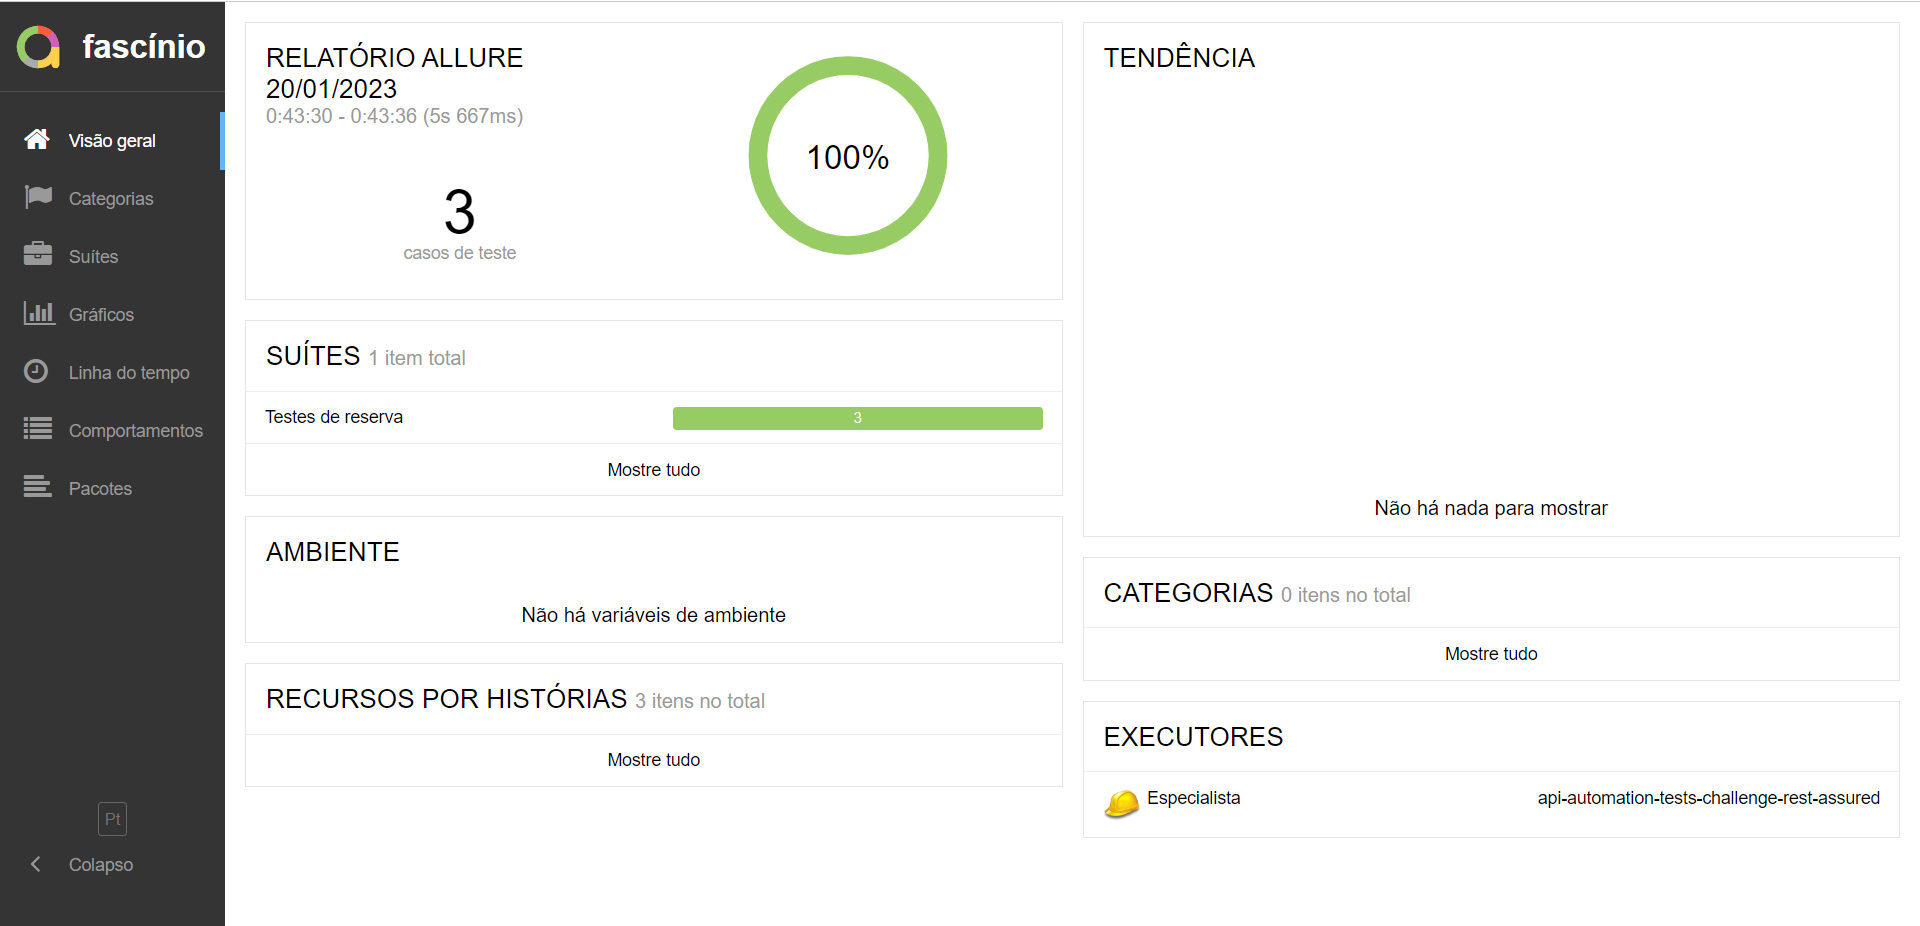 fascínio
Visão geral
Categorias
Suítes
Gráficos
Linha do tempo
Comportamentos
Pacotes
Pt
Colapso
RELATÓRIO ALLURE
20/01/2023
0:43:30 - 0:43:36 (5s 667ms)
3
casos de teste
100%
SUÍTES 1 item total
Testes de reserva 3
Mostre tudo
AMBIENTE
Não há variáveis de ambiente
RECURSOS POR HISTÓRIAS 3 itens no total
Mostre tudo
TENDÊNCIA
Não há nada para mostrar
CATEGORIAS 0 itens no total
Mostre tudo
EXECUTORES
Especialista api-automation-tests-challenge-rest-assured